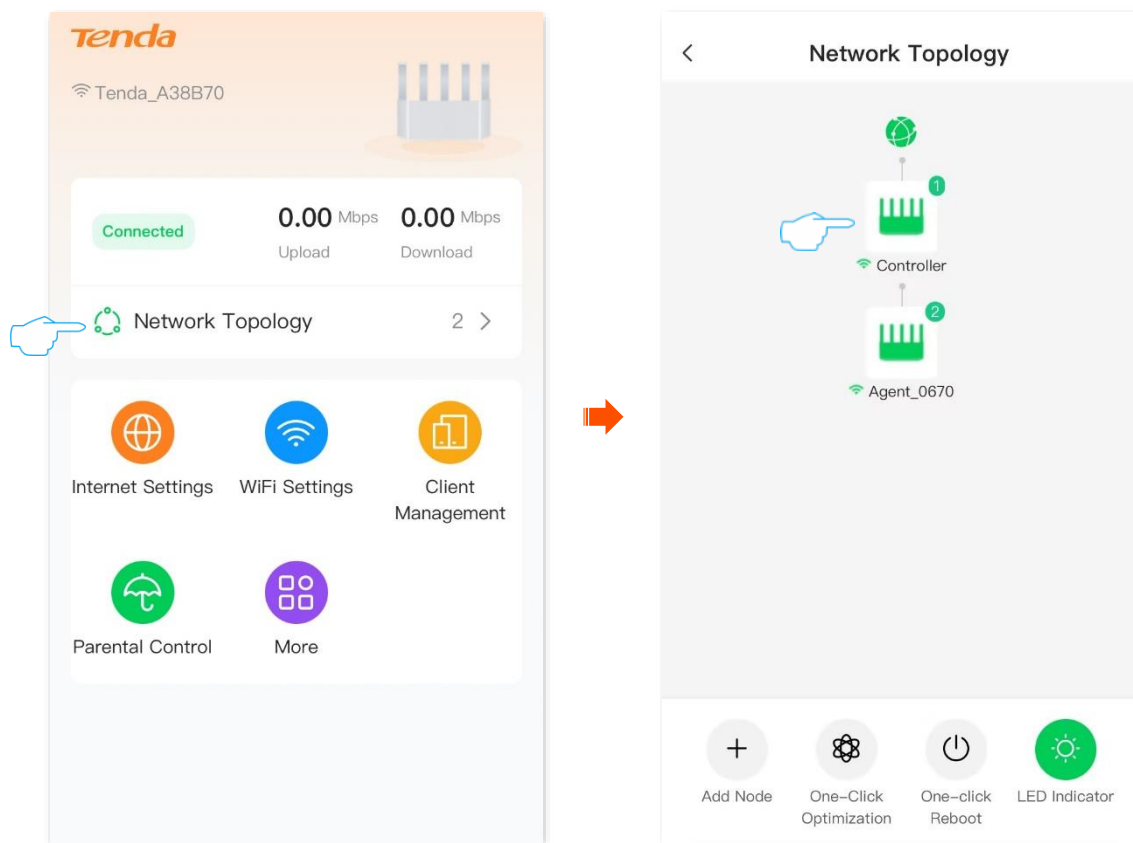 Tenda
Tenda_A38B70
Connected
0.00 Mbps
Upload
0.00 Mbps
Download
Network Topology
2
Internet Settings
WiFi Settings
Client
Management
Parental Control
More
Network Topology
1
Controller
2
Agent_0670
Add Node
One-Click
Optimization
One-click
Reboot
LED Indicator